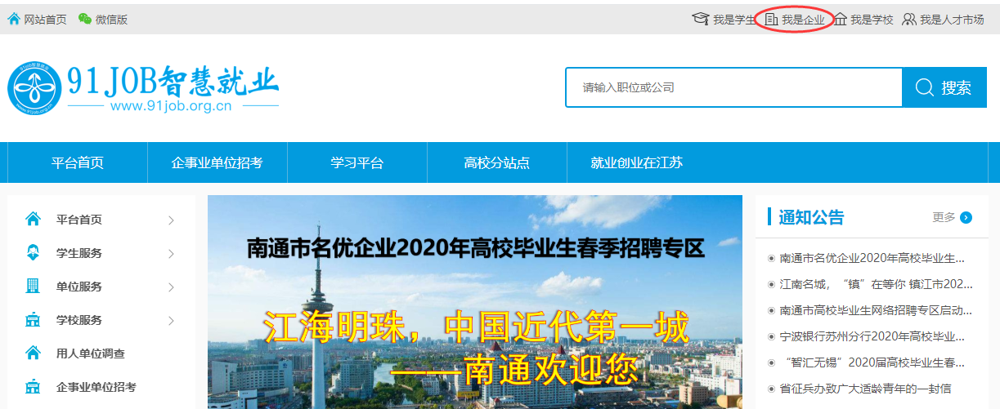 网站首页 微信版 我是学生 我是企业 我是学校 我是人才市场
91JOB智慧就业
www.91job.org.cn
请输入职位或公司
搜索
平台首页 企事业单位招考 学习平台 高校分站点 就业创业在江苏
平台首页
学生服务
单位服务
学校服务
用人单位调查
企事业单位招考
南通市名优企业2020年高校毕业生春季招聘专区
江海明珠，中国近代第一城
——南通欢迎您
通知公告 更多
南通市名优企业2020年高校毕业生...
江南名城，“镇”在等你 镇江市202...
南通市高校毕业生网络招聘专区启动...
宁波银行苏州分行2020年高校毕业...
“智汇无锡”2020届高校毕业生春...
省征兵办致广大适龄青年的一封信